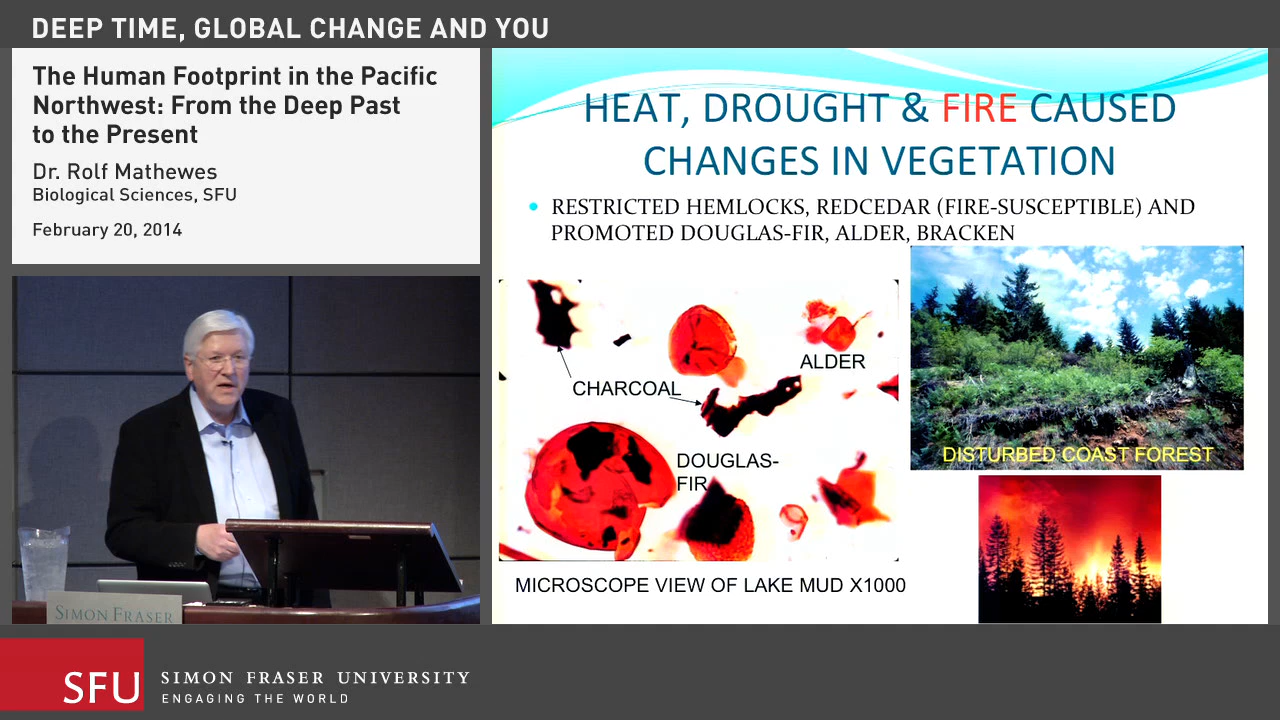 DEEP TIME, GLOBAL CHANGE AND YOU
The Human Footprint in the Pacific
Northwest: From the Deep Past
to the Present
Dr. Rolf Mathewes
Biological Sciences, SFU
February 20, 2014
HEAT, DROUGHT & FIRE CAUSED
CHANGES IN VEGETATION
• RESTRICTED HEMLOCKS, REDCEDAR (FIRE-SUSCEPTIBLE) AND
PROMOTED DOUGLAS-FIR, ALDER, BRACKEN
ALDER
CHARCOAL
DOUGLAS-
FIR
DISTURBED COAST FOREST
MICROSCOPE VIEW OF LAKE MUD X1000
SIMON FRASER
SFU
SIMON FRASER UNIVERSITY
ENGAGING THE WORLD